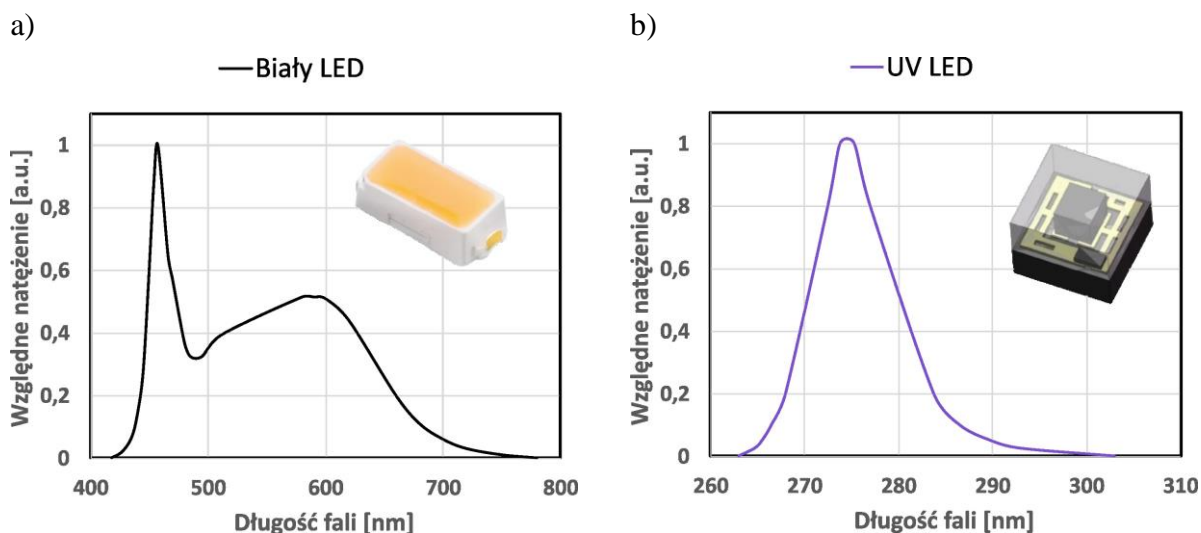 a)
Biały LED
Względne natężenie [a.u.]
1
0,8
0,6
0,4
0,2
0
400 500 600 700 800
Długość fali [nm]
b)
UV LED
Względne natężenie [a.u.]
1
0,8
0,6
0,4
0,2
0
260 270 280 290 300 310
Długość fali [nm]